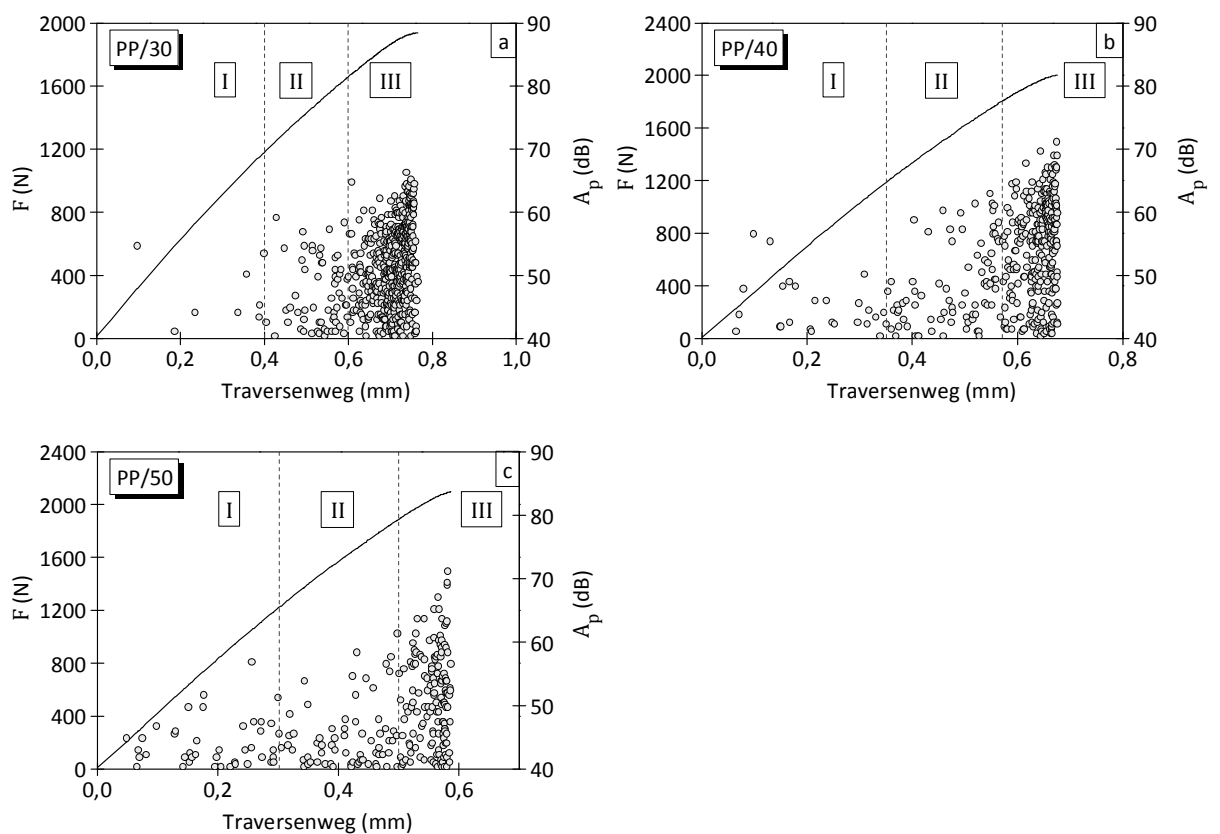 PP/30
a
I
II
III
F (N)
2000
1600
1200
800
400
0
90
80
70
60
50
40
A_p (dB)
0,0 0,2 0,4 0,6 0,8 1,0
Traversenweg (mm)
PP/40
b
I
II
III
F (N)
2400
2000
1600
1200
800
400
0
90
80
70
60
50
40
A_p (dB)
0,0 0,2 0,4 0,6 0,8
Traversenweg (mm)
PP/50
c
I
II
III
F (N)
2400
2000
1600
1200
800
400
0
90
80
70
60
50
40
A_p (dB)
0,0 0,2 0,4 0,6
Traversenweg (mm)